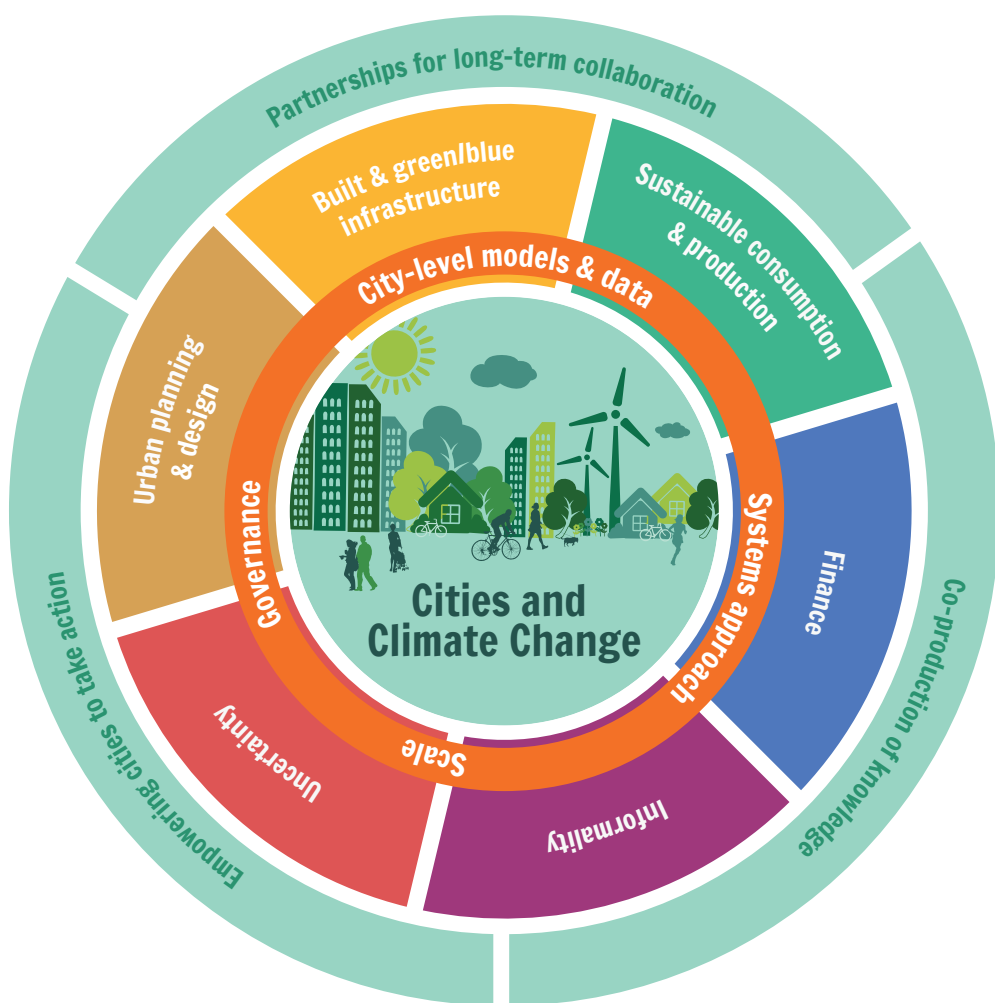 Partnerships for long-term collaboration
Built & green/blue
infrastructure
Sustainable consumption
& production
City-level models & data
Urban planning
& design
Governance
Systems approach
Finance
Cities and
Climate Change
Uncertainty
Scale
Informality
Empowering cities to take action
Co-production of knowledge